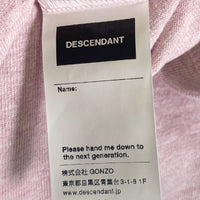 DESCENDANT
Name:
Please hand me down to
the next generation.
株式会社 GONZO
東京都目黒区青葉台 3-1-6 1F
www.descendant.jp